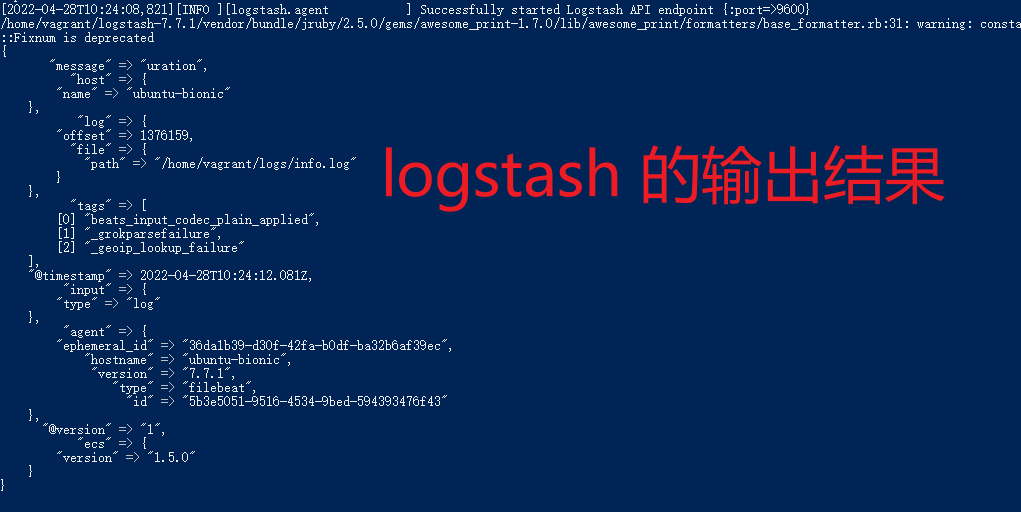 [2022-04-28T10:24:08,821][INFO ][logstash.agent           ] Successfully started Logstash API endpoint {:port=>9600}
/home/vagrant/logstash-7.7.1/vendor/bundle/jruby/2.5.0/gems/awesome_print-1.7.0/lib/awesome_print/formatters/base_formatter.rb:31: warning: consta
::Fixnum is deprecated
{
       "message" => "uration",
          "host" => {
        "name" => "ubuntu-bionic"
    },
           "log" => {
        "offset" => 1376159,
          "file" => {
            "path" => "/home/vagrant/logs/info.log"
        }
    },
logstash 的输出结果
          "tags" => [
        [0] "beats_input_codec_plain_applied",
        [1] "_grokparsefailure",
        [2] "_geoip_lookup_failure"
    ],
    "@timestamp" => 2022-04-28T10:24:12.081Z,
         "input" => {
        "type" => "log"
    },
         "agent" => {
        "ephemeral_id" => "36da1b39-d30f-42fa-b0df-ba32b6af39ec",
            "hostname" => "ubuntu-bionic",
             "version" => "7.7.1",
                "type" => "filebeat",
                  "id" => "5b3e5051-9516-4534-9bed-594393476f43"
    },
      "@version" => "1",
           "ecs" => {
        "version" => "1.5.0"
    }
}